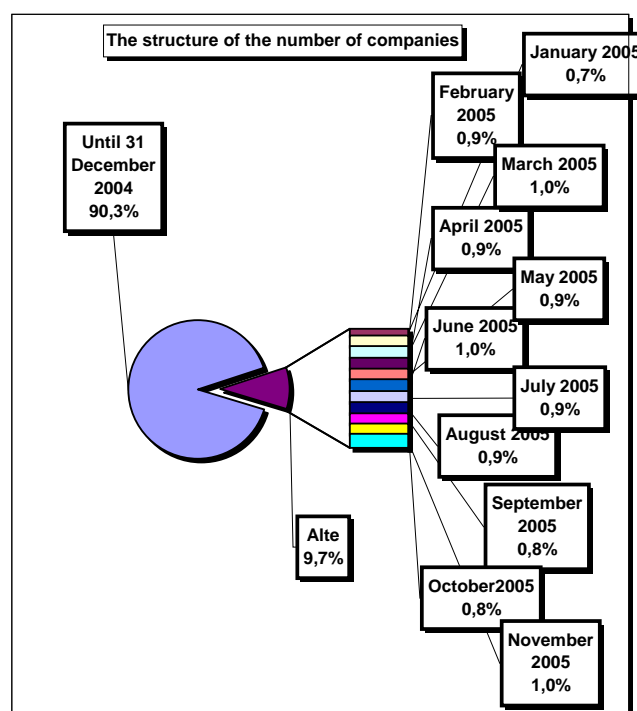 The structure of the number of companies
January 2005
0,7%
February
2005
0,9%
Until 31
December
2004
90,3%
March 2005
1,0%
April 2005
0,9%
May 2005
0,9%
June 2005
1,0%
July 2005
0,9%
August 2005
0,9%
September
2005
0,8%
Alte
9,7%
October2005
0,8%
November
2005
1,0%